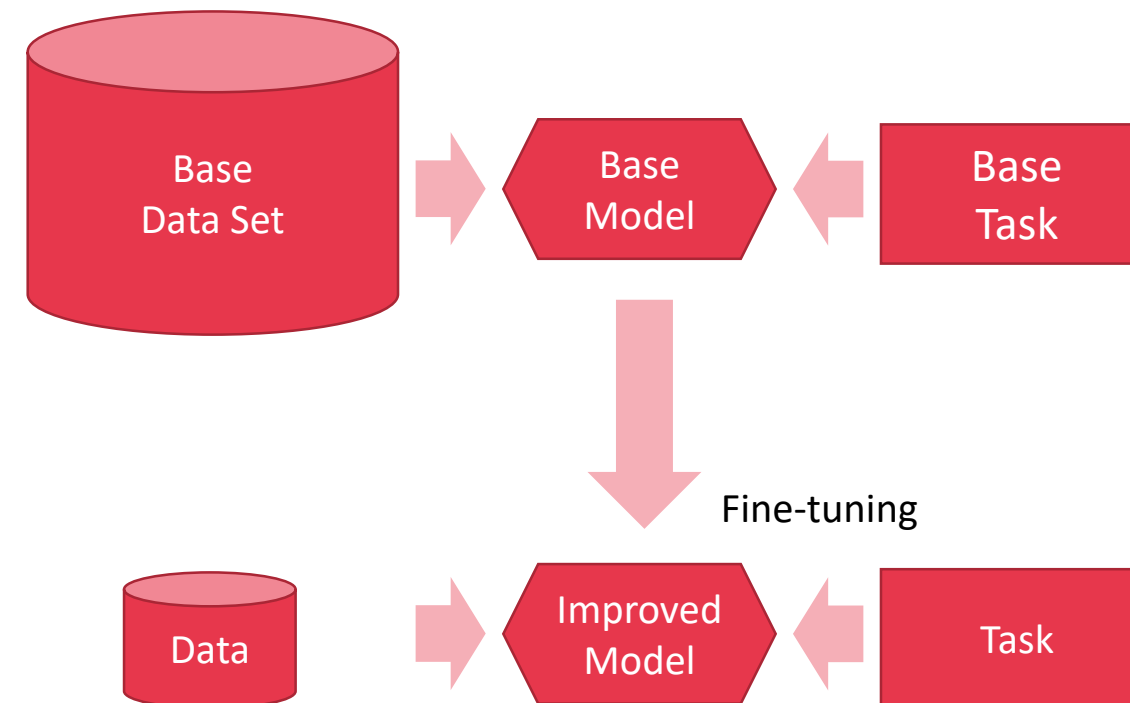 Base
Data Set
Base
Model
Base
Task
Fine-tuning
Data
Improved
Model
Task